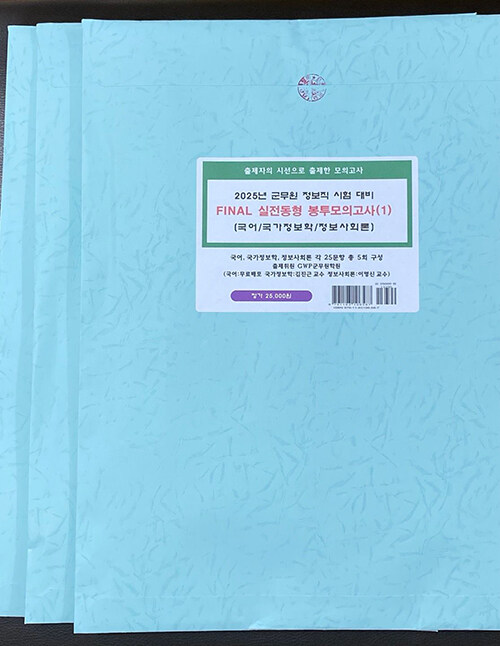 출제자의 시선으로 출제한 모의고사
2025년 군무원 정보직 시험 대비
FINAL 실전동형 봉투모의고사(1)
(국어/국가정보학/정보사회론)
국어, 국가정보학, 정보사회론 각 25문항 총 5회 구성
출제위원 GWP군무원학원
(국어:무료배포 국가정보학:김진근 교수 정보사회론:이명신 교수)
정가 25,000원